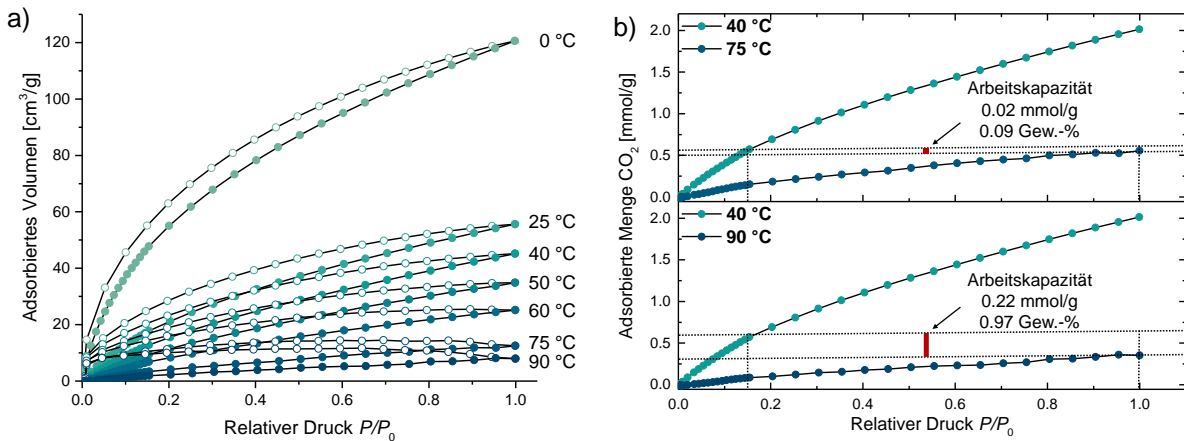 a)
Adsorbiertes Volumen [cm³/g]
120
100
80
60
40
20
0
0 °C
25 °C
40 °C
50 °C
60 °C
75 °C
90 °C
0.0 0.2 0.4 0.6 0.8 1.0
Relativer Druck P/P₀
b)
Adsorbierte Menge CO₂ [mmol/g]
2.0
1.5
1.0
0.5
0.0
40 °C
75 °C
Arbeitskapazität
0.02 mmol/g
0.09 Gew.-%
2.0
1.5
1.0
0.5
0.0
40 °C
90 °C
Arbeitskapazität
0.22 mmol/g
0.97 Gew.-%
0.0 0.2 0.4 0.6 0.8 1.0
Relativer Druck P/P₀